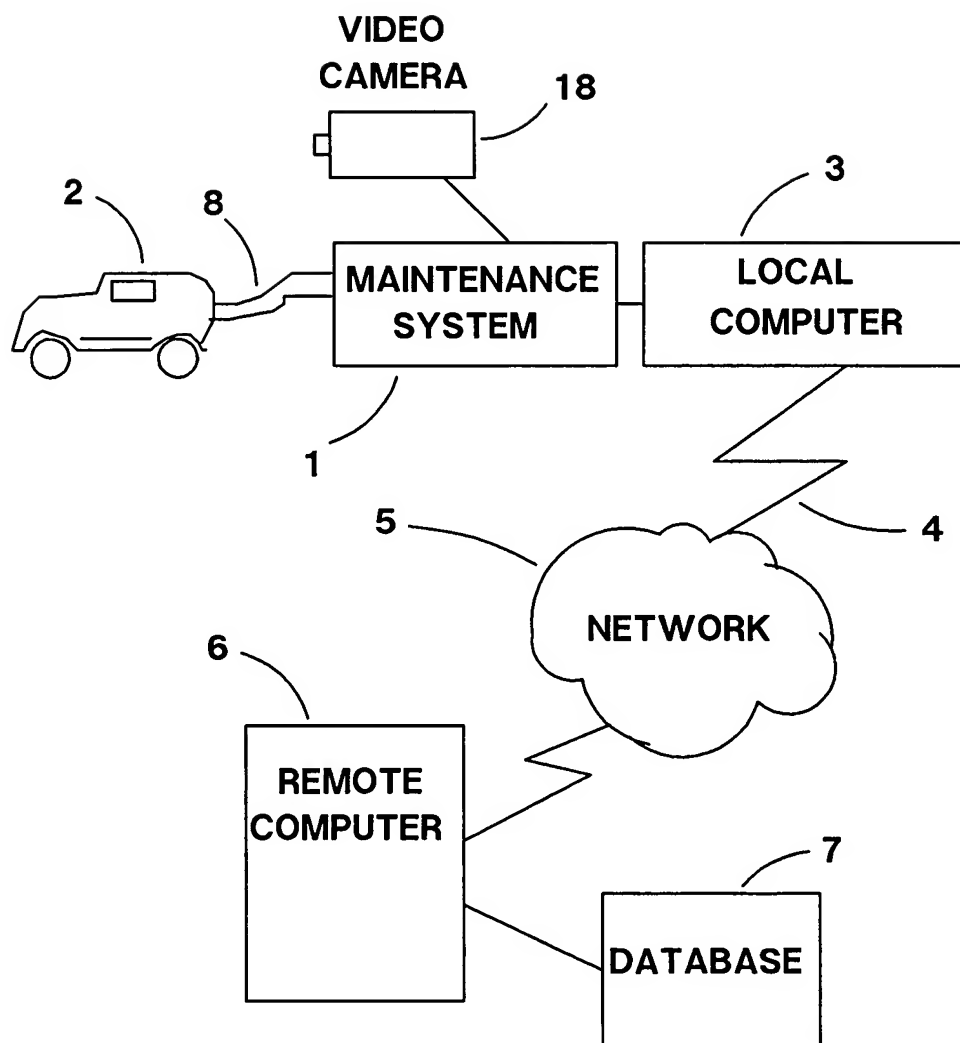 VIDEO
CAMERA
18
2
8
3
MAINTENANCE
SYSTEM
LOCAL
COMPUTER
1
5
4
NETWORK
6
REMOTE
COMPUTER
7
DATABASE